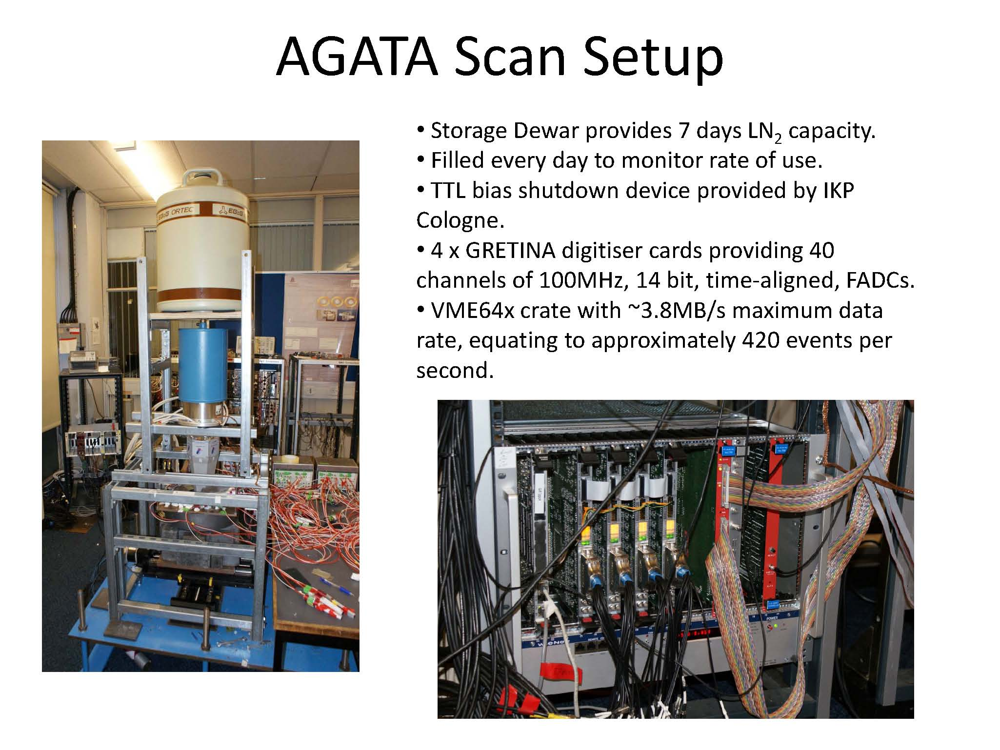 AGATA Scan Setup
• Storage Dewar provides 7 days LN₂ capacity.
• Filled every day to monitor rate of use.
• TTL bias shutdown device provided by IKP
Cologne.
• 4 x GRETINA digitiser cards providing 40
channels of 100MHz, 14 bit, time-aligned, FADCs.
• VME64x crate with ~3.8MB/s maximum data
rate, equating to approximately 420 events per
second.
EG&G ORTEC
EG&G
POWER